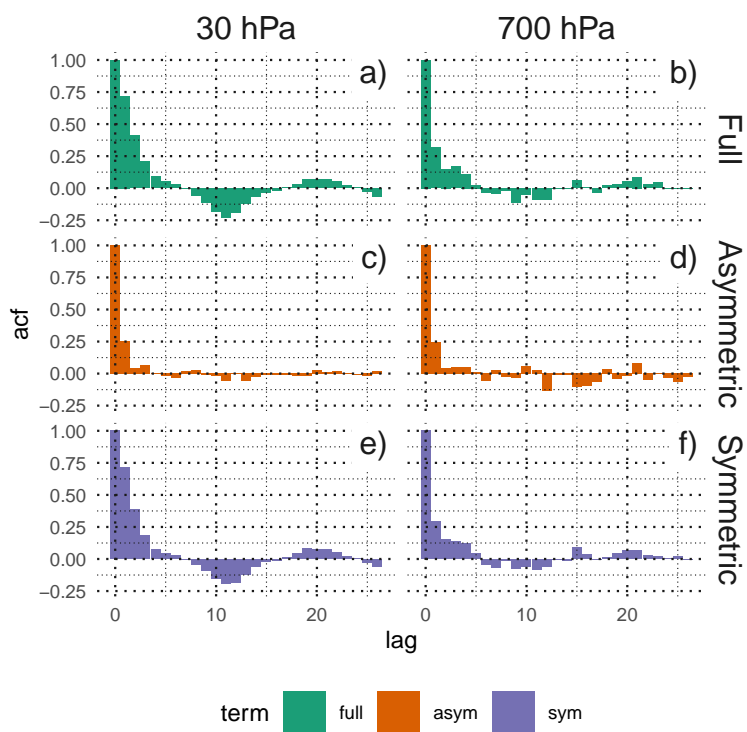 30 hPa 700 hPa
1.00 a) b)
0.75
0.50
0.25
0.00
−0.25
Full
1.00 c) d)
0.75
0.50
0.25
0.00
−0.25
Asymmetric
1.00 e) f)
0.75
0.50
0.25
0.00
−0.25
Symmetric
acf
0 10 20 0 10 20
lag
term full asym sym